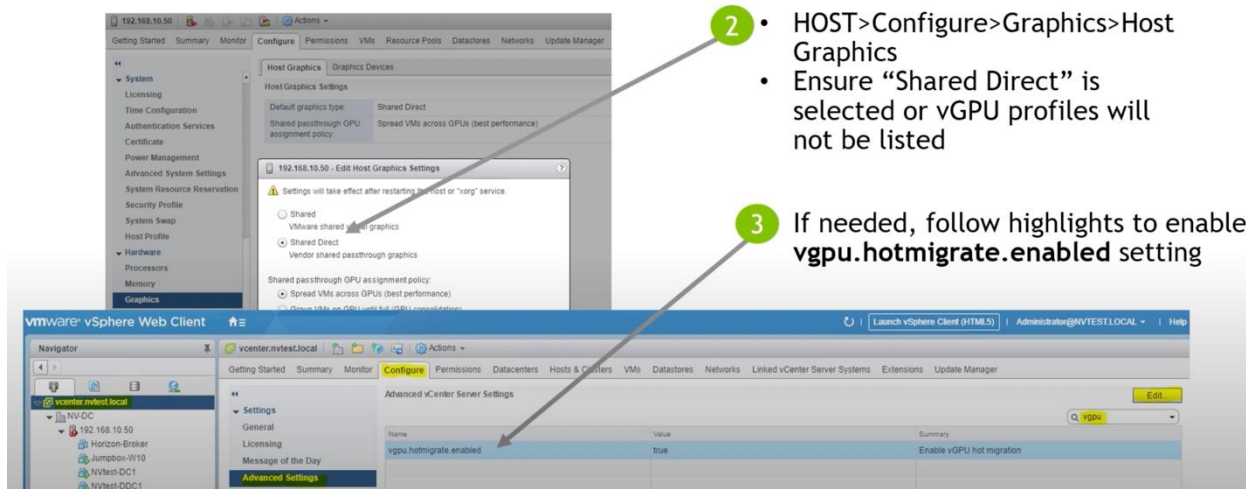 192.168.10.50 Actions
Getting Started Summary Monitor Configure Permissions VMs Resource Pools Datastores Networks Update Manager
System
Licensing
Time Configuration
Authentication Services
Certificate
Power Management
Advanced System Settings
System Resource Reservation
Security Profile
System Swap
Host Profile
Hardware
Processors
Memory
Graphics
Host Graphics Graphics Devices
Host Graphics Settings
Default graphics type: Shared Direct
Shared passthrough GPU Spread VMs across GPUs (best performance)
assignment policy:
192.168.10.50 - Edit Host Graphics Settings ?
Settings will take effect after restarting the host or "xorg" service.
Shared
VMware shared virtual graphics
Shared Direct
Vendor shared passthrough graphics
Shared passthrough GPU assignment policy:
Spread VMs across GPUs (best performance)
Group VMs on GPU until full (GPU consolidation)
2
• HOST>Configure>Graphics>Host
Graphics
• Ensure “Shared Direct” is
selected or vGPU profiles will
not be listed
3 If needed, follow highlights to enable
vgpu.hotmigrate.enabled setting
vmware® vSphere Web Client Launch vSphere Client (HTML5) | Administrator@NVTEST.LOCAL | Help
Navigator
vcenter.nvtest.local
NV-DC
192.168.10.50
Horizon-Broker
Jumpbox-W10
NVtest-DC1
NVtest-DDC1
vcenter.nvtest.local Actions
Getting Started Summary Monitor Configure Permissions Datacenters Hosts & Clusters VMs Datastores Networks Linked vCenter Server Systems Extensions Update Manager
Settings
General
Licensing
Message of the Day
Advanced Settings
Advanced vCenter Server Settings Edit...
vgpu
Name Value Summary
vgpu.hotmigrate.enabled true Enable vGPU hot migration